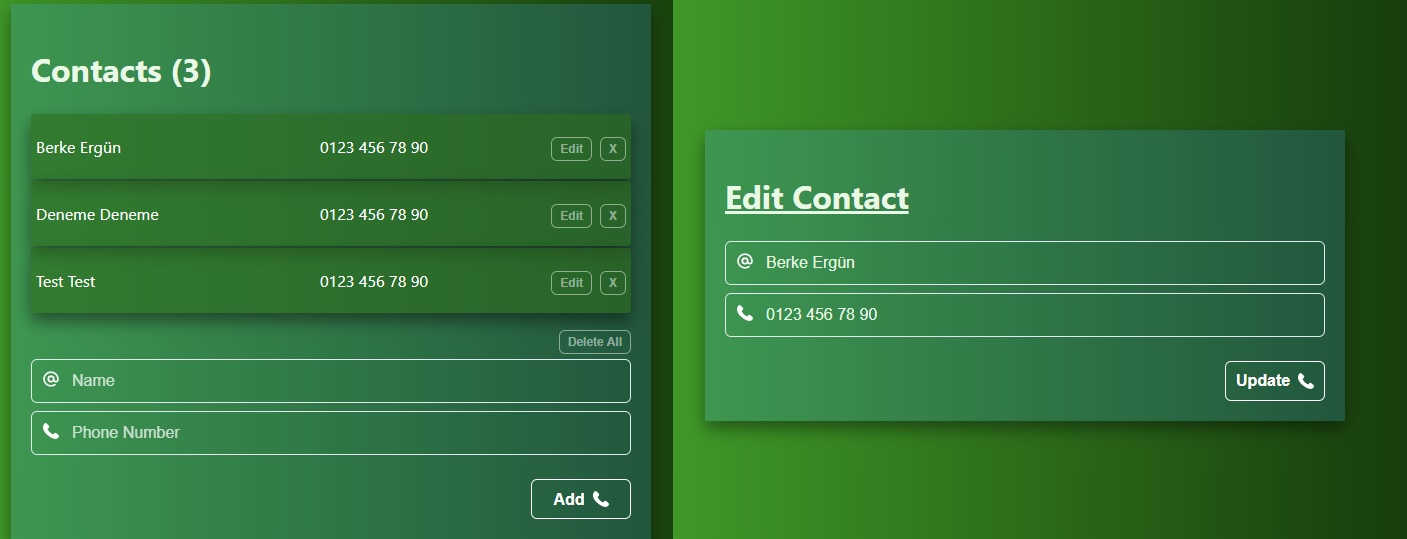 Contacts (3)
Berke Ergün 0123 456 78 90 Edit X
Deneme Deneme 0123 456 78 90 Edit X
Test Test 0123 456 78 90 Edit X
Delete All
Name
Phone Number
Add
Edit Contact
Berke Ergün
0123 456 78 90
Update